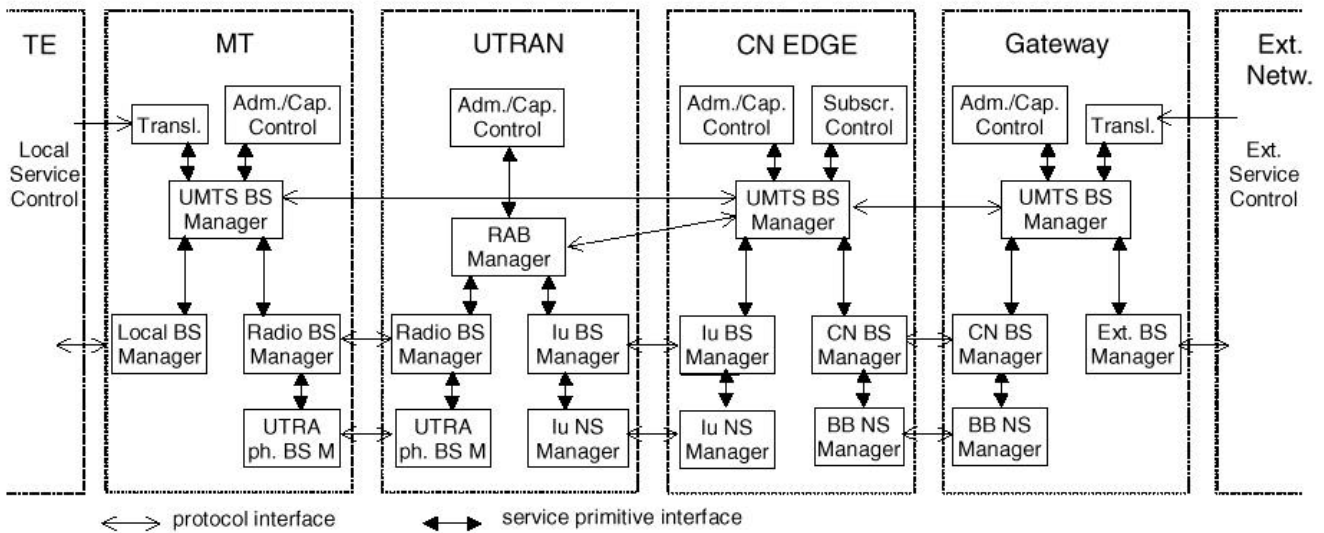 TE
MT
UTRAN
CN EDGE
Gateway
Ext.
Netw.
Transl.
Adm./Cap.
Control
Adm./Cap.
Control
Adm./Cap.
Control
Subscr.
Control
Adm./Cap.
Control
Transl.
Local
Service
Control
Ext.
Service
Control
UMTS BS
Manager
RAB
Manager
UMTS BS
Manager
UMTS BS
Manager
Local BS
Manager
Radio BS
Manager
Radio BS
Manager
Iu BS
Manager
Iu BS
Manager
CN BS
Manager
CN BS
Manager
Ext. BS
Manager
UTRA
ph. BS M
UTRA
ph. BS M
Iu NS
Manager
Iu NS
Manager
BB NS
Manager
BB NS
Manager
protocol interface
service primitive interface